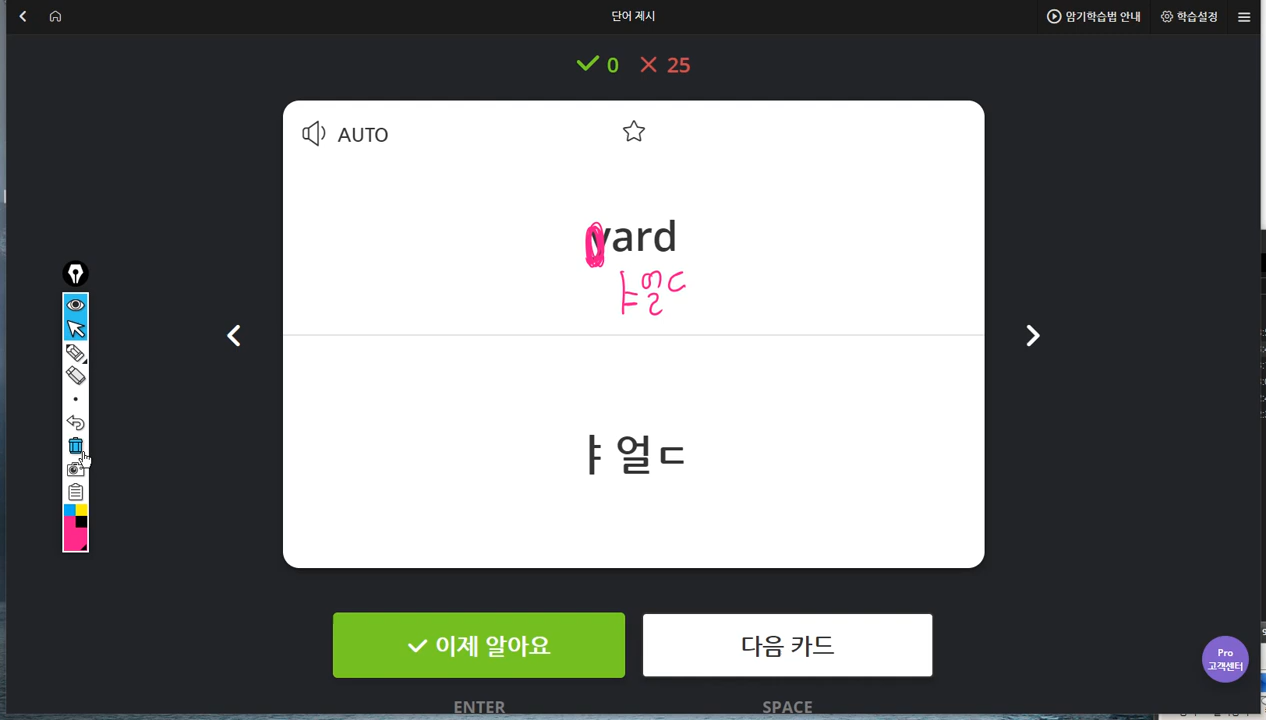 단어 제시
암기학습법 안내
학습설정
0 25
AUTO
yard
ㅑ얼ㄷ
ㅑ얼ㄷ
이제 알아요
다음 카드
ENTER
SPACE
Pro
고객센터